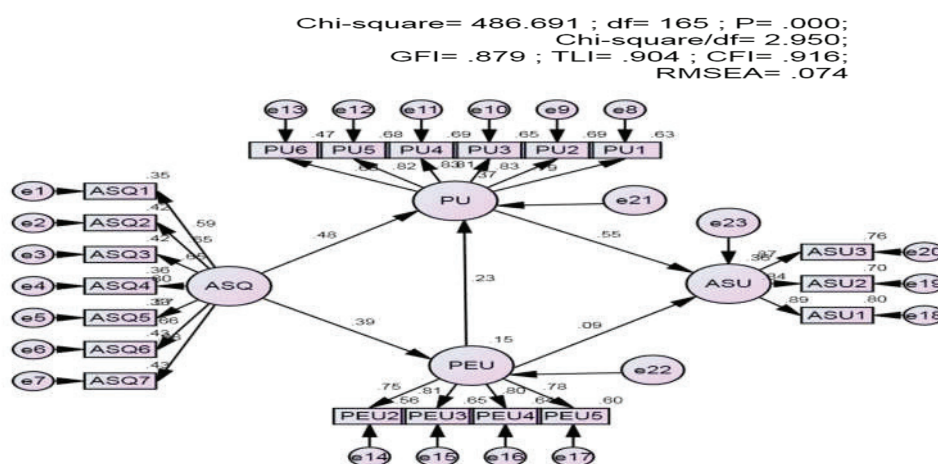 Chi-square= 486.691 ; df= 165 ; P= .000;
Chi-square/df= 2.950;
GFI= .879 ; TLI= .904 ; CFI= .916;
RMSEA= .074
e13 e12 e11 e10 e9 e8
.47 .68 .69 .65 .69 .63
PU6 PU5 PU4 PU3 PU2 PU1
.82 .83 .83
.37
PU
e21
.35
e1 ASQ1
.42
e2 ASQ2
.59
.42
e3 ASQ3
.65
.36
e4 ASQ4
e5 ASQ5
.66
.43
e6 ASQ6
.43
e7 ASQ7
ASQ
.48
.39
.23
.55
.09
e23
.36
ASU
.76
ASU3 e20
.70
ASU2 e19
.89 .80
ASU1 e18
.15
PEU
e22
.75 .81 .80 .78
.56 .65 .60
PEU2 PEU3 PEU4 PEU5
e14 e15 e16 e17